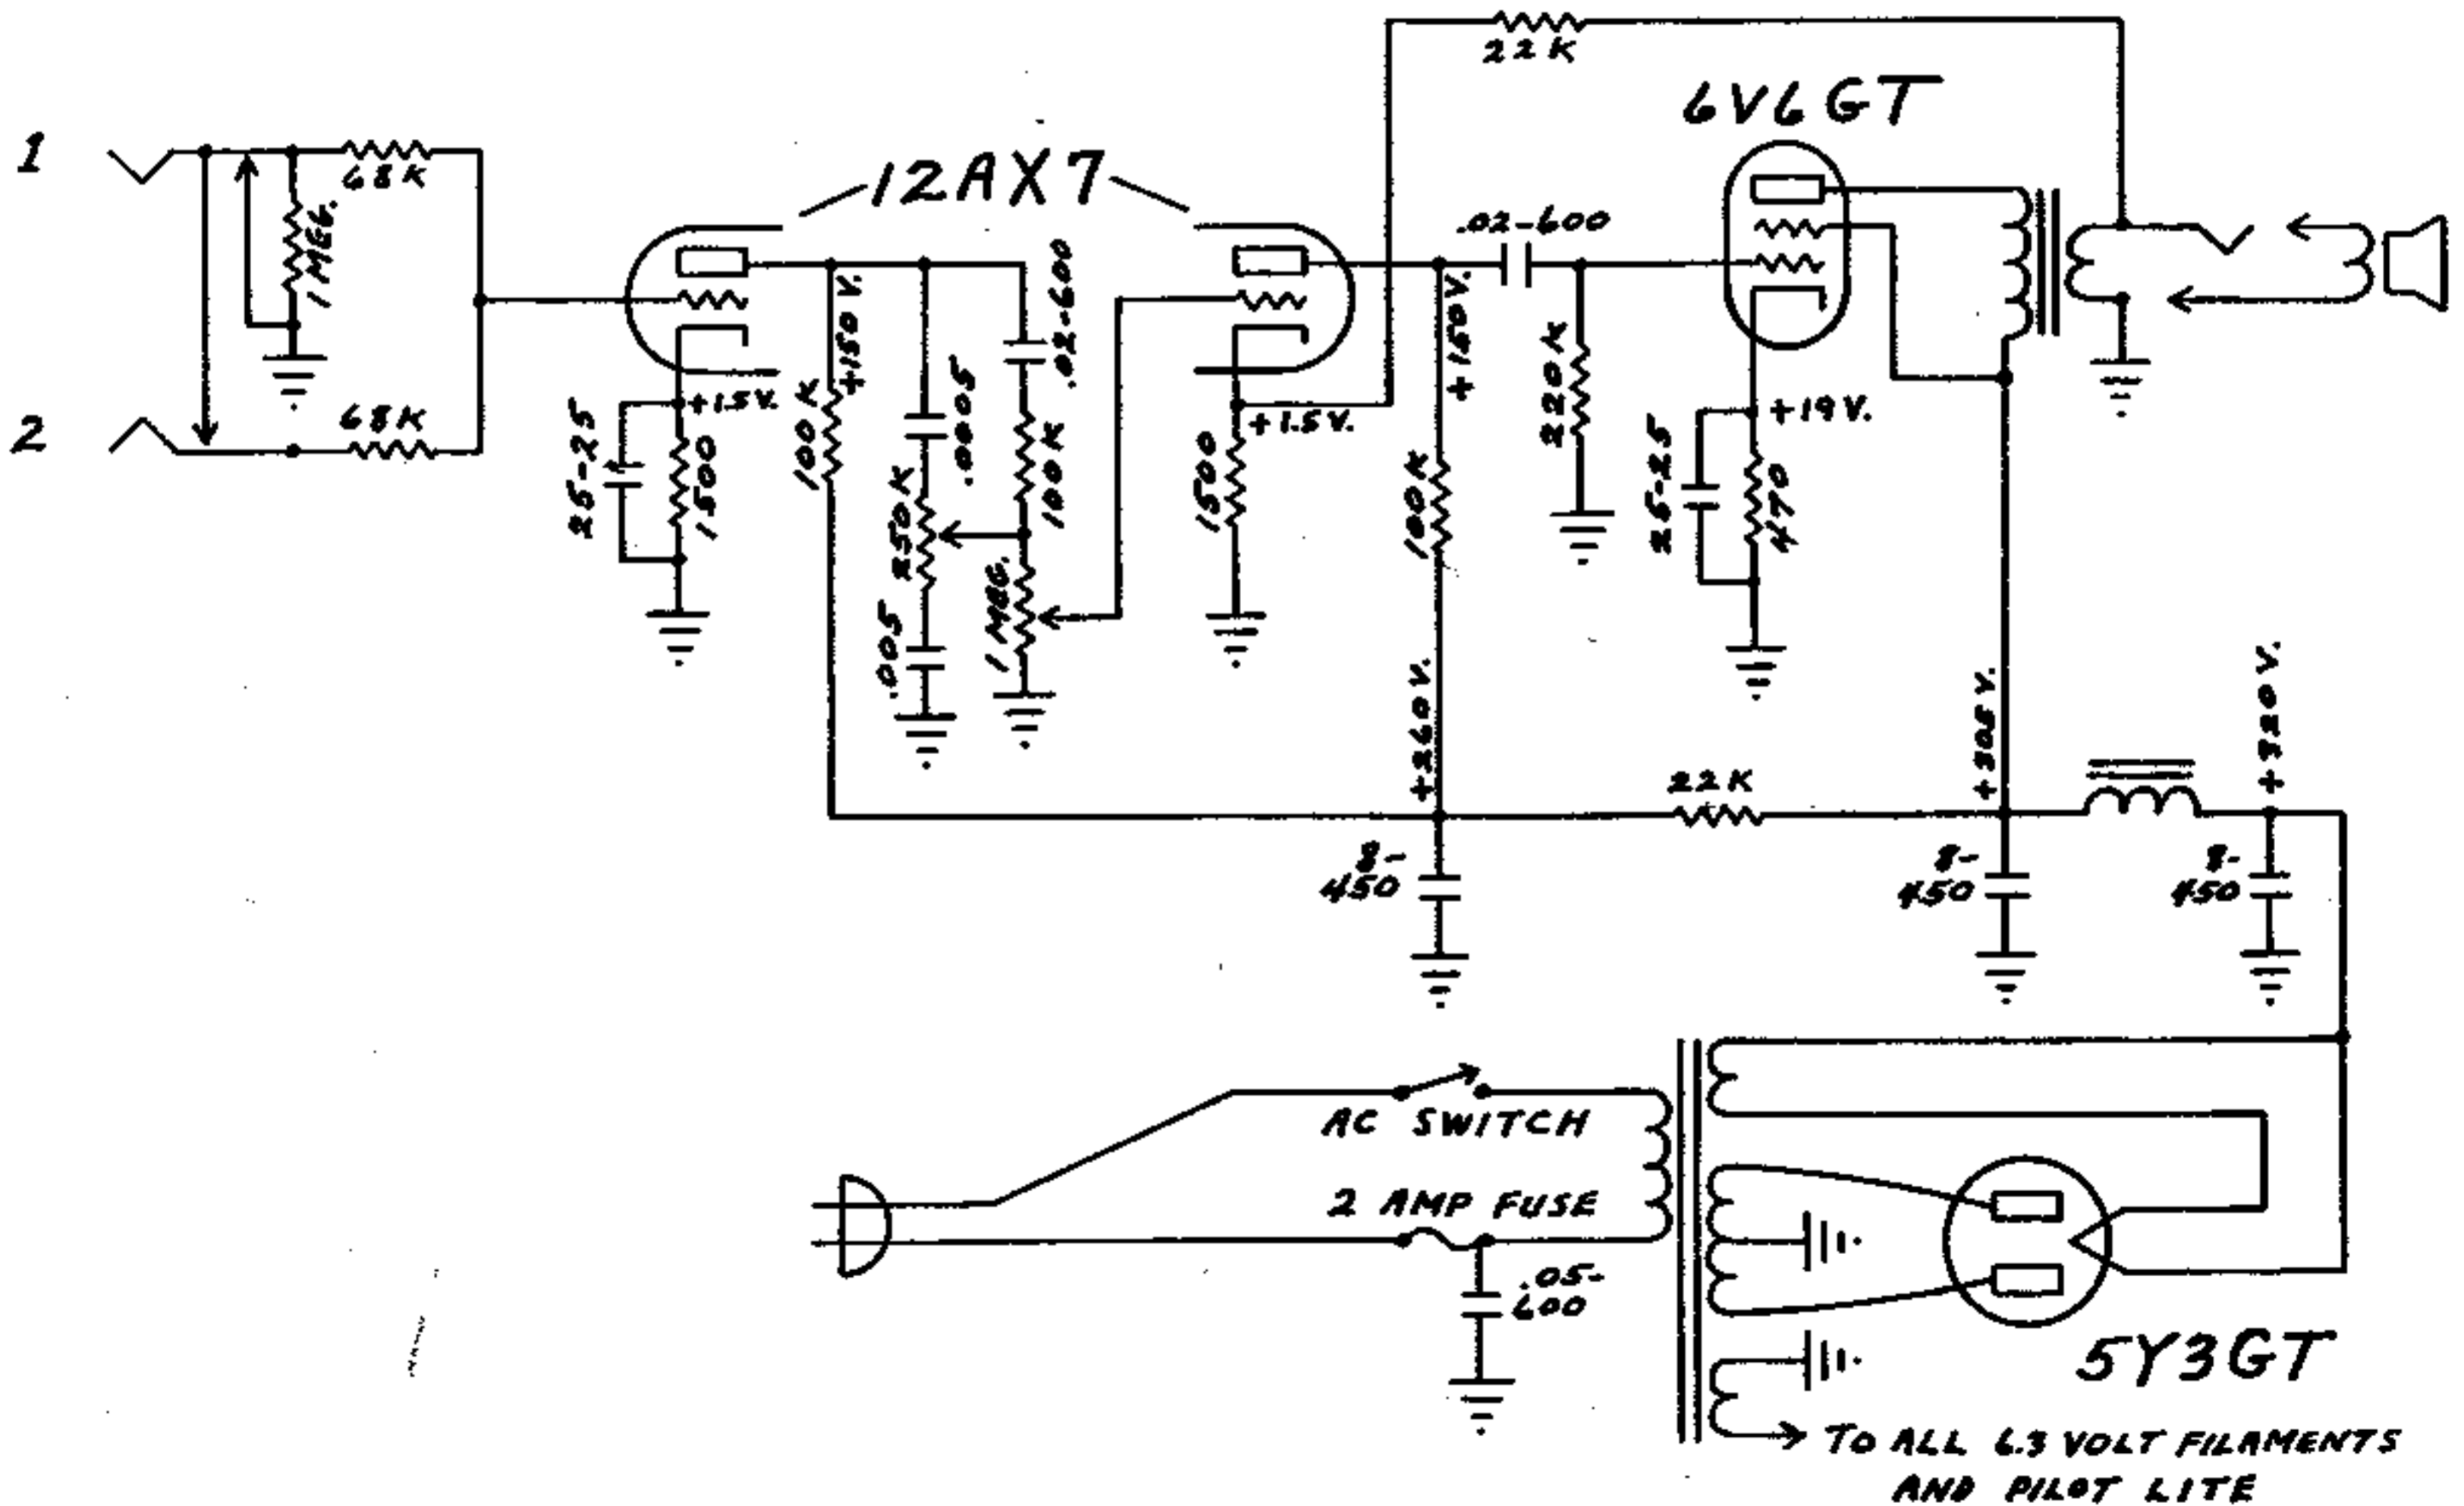 22K
6V6GT
1
68K
1 MEG.
12AX7
.02-600
+150V.
.02-600
+150V.
2
68K
25-25
+1.5V.
1500
100K
.0005
250K
100K
.005
1 MEG.
+1.5V.
1500
100K
220K
25-25
+19V.
470
+260V.
22K
+305V.
+320V.
8-
450
8-
450
8-
450
AC SWITCH
2 AMP FUSE
.05-
600
5Y3GT
TO ALL 6.3 VOLT FILAMENTS
AND PILOT LITE